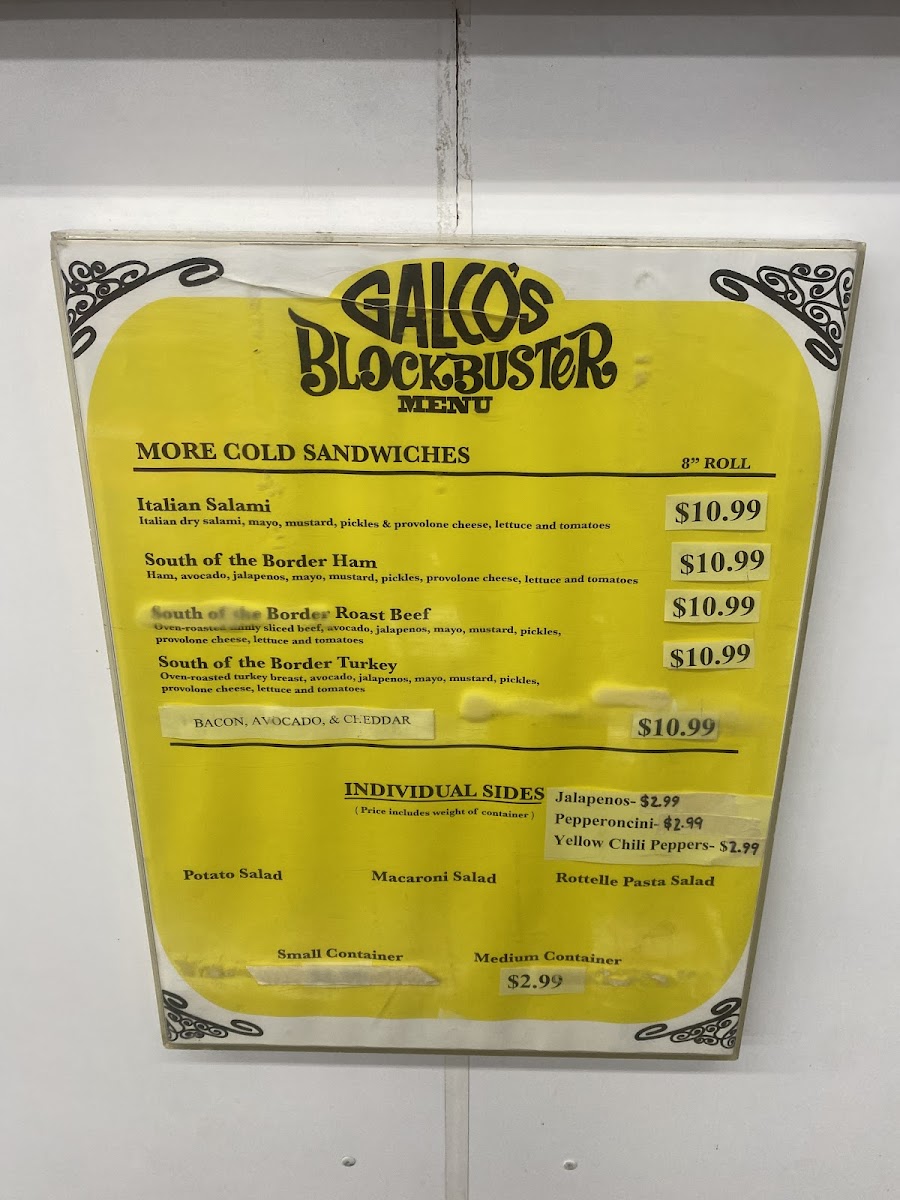 GALCO'S
BLOCKBUSTER
MENU
MORE COLD SANDWICHES
8” ROLL
Italian Salami
$10.99
Italian dry salami, mayo, mustard, pickles & provolone cheese, lettuce and tomatoes
South of the Border Ham
$10.99
Ham, avocado, jalapenos, mayo, mustard, pickles, provolone cheese, lettuce and tomatoes
South of the Border Roast Beef
$10.99
Oven-roasted thinly sliced beef, avocado, jalapenos, mayo, mustard, pickles,
provolone cheese, lettuce and tomatoes
South of the Border Turkey
$10.99
Oven-roasted turkey breast, avocado, jalapenos, mayo, mustard, pickles,
provolone cheese, lettuce and tomatoes
BACON, AVOCADO, & CHEDDAR
$10.99
INDIVIDUAL SIDES
(Price includes weight of container)
Jalapenos- $2.99
Pepperoncini- $2.99
Yellow Chili Peppers- $2.99
Potato Salad
Macaroni Salad
Rottelle Pasta Salad
Small Container
Medium Container
$2.99